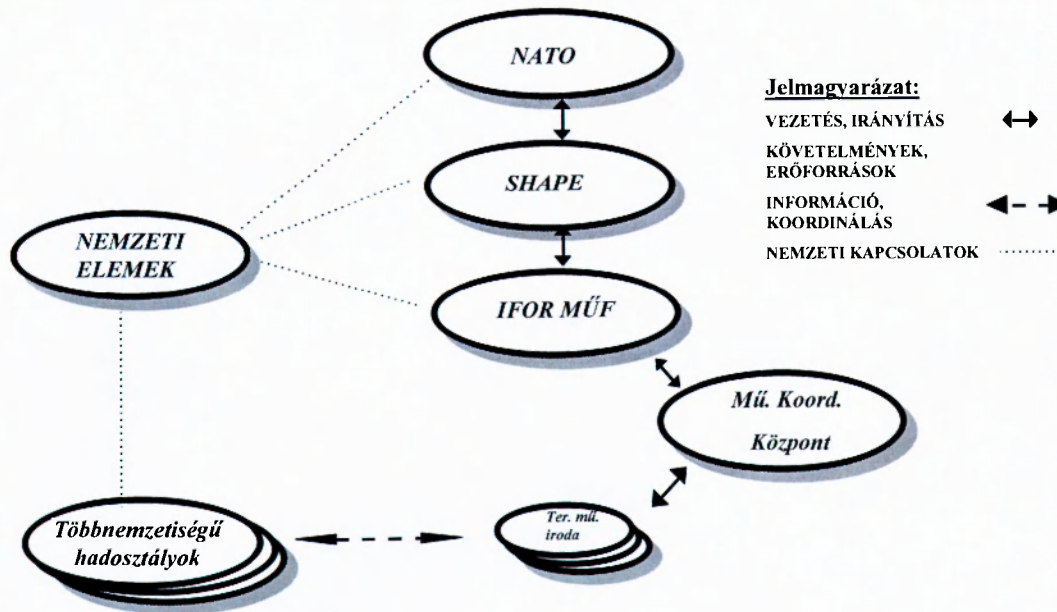 NATO
SHAPE
NEMZETI
ELEMEK
IFOR MŰF
Mű. Koord.
Központ
Többnemzetiségű
hadosztályok
Ter. mű.
iroda
Jelmagyarázat:
VEZETÉS, IRÁNYÍTÁS
KÖVETELMÉNYEK,
ERŐFORRÁSOK
INFORMÁCIÓ,
KOORDINÁLÁS
NEMZETI KAPCSOLATOK